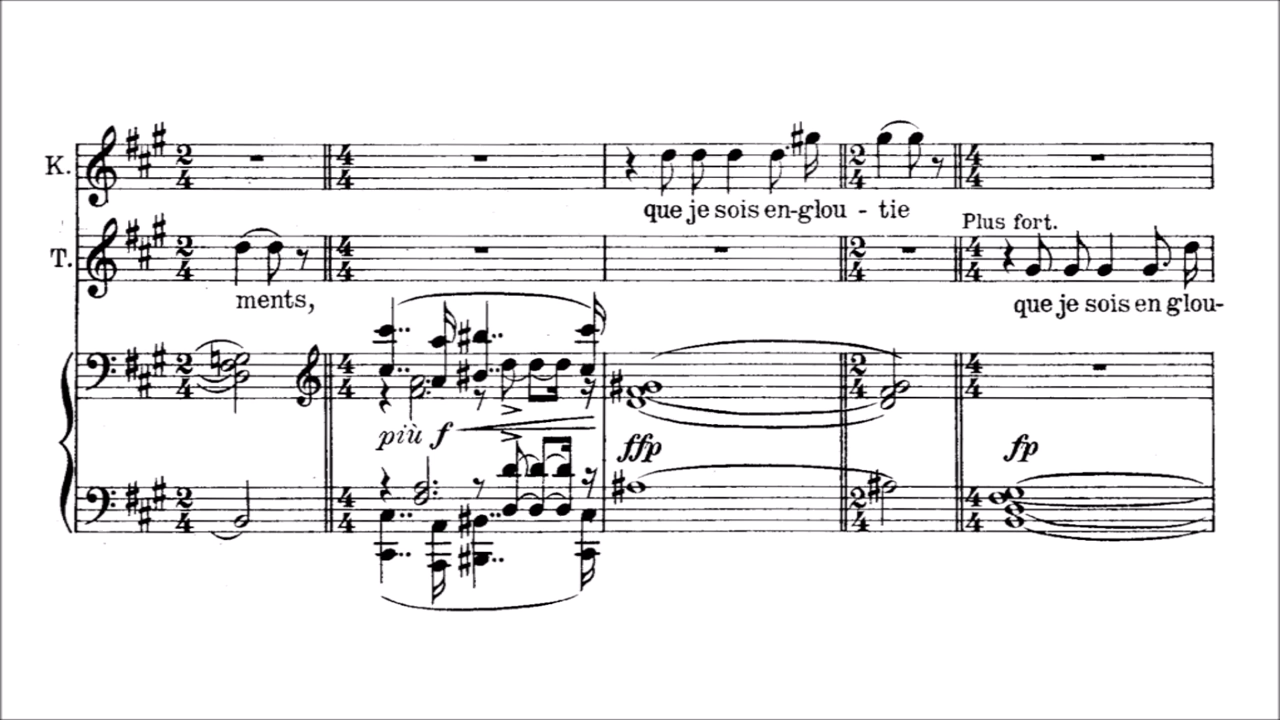 K.
que je sois en-glou - tie
Plus fort.
T.
ments,
que je sois en glou-
più f
ffp
fp